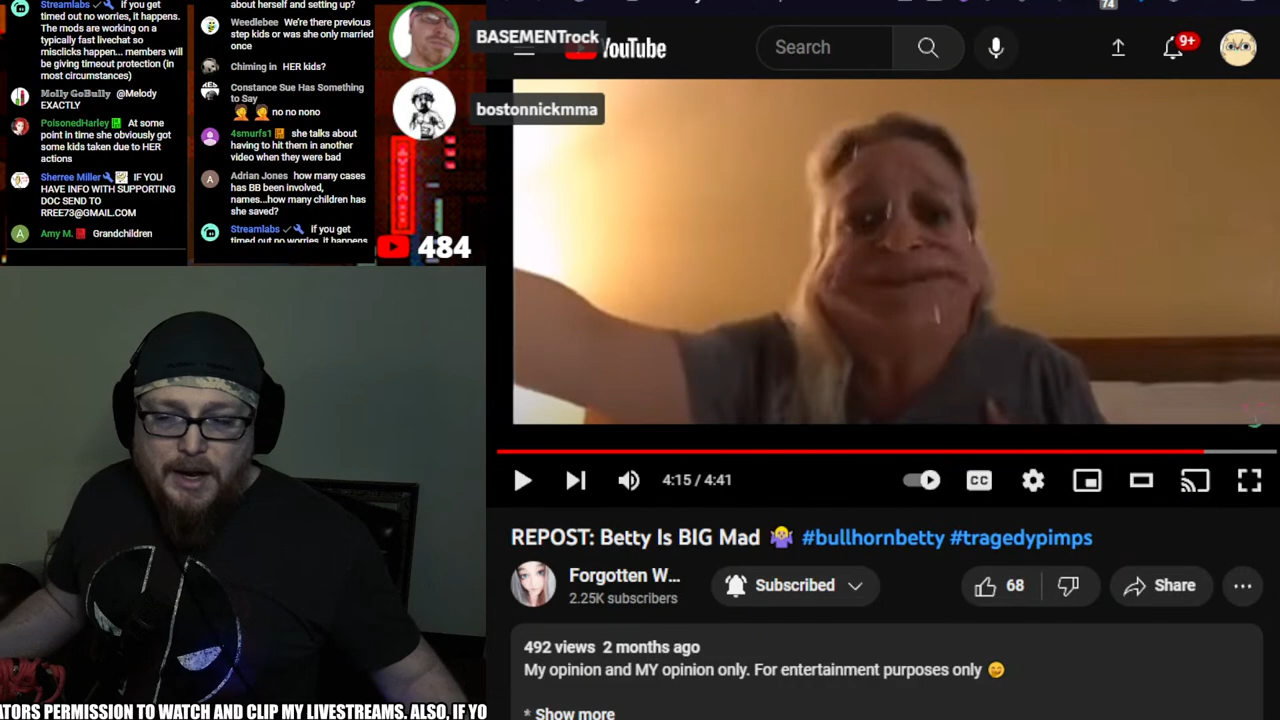 Streamlabs if you get
timed out no worries, it happens.
The mods are working on a
typically fast livechat so
misclicks happen... members will
be giving timeout protection (in
most circumstances)
Molly GoBully @Melody
EXACTLY
PoisonedHarley At some
point in time she obviously got
some kids taken due to HER
actions
Sherree Miller IF YOU
HAVE INFO WITH SUPPORTING
DOC SEND TO
RREE73@GMAIL.COM
A Amy M. Grandchildren
about herself and setting up?
Weedlebee We're there previous
step kids or was she only married
once
Chiming in HER kids?
Constance Sue Has Something
to Say
no no nono
4smurfs1 she talks about
having to hit them in another
video when they were bad
A Adrian Jones how many cases
has BB been involved,
names...how many children has
she saved?
Streamlabs if you get
timed out no worries, it happens
484
BASEMENTrock
bostonnickmma
74
YouTube
Search
9+
4:15 / 4:41
CC
REPOST: Betty Is BIG Mad 🤷‍♀️ #bullhornbetty #tragedypimps
Forgotten W...
2.25K subscribers
Subscribed
68
Share
492 views 2 months ago
My opinion and MY opinion only. For entertainment purposes only 🤭
* Show more
ATORS PERMISSION TO WATCH AND CLIP MY LIVESTREAMS. ALSO, IF YO